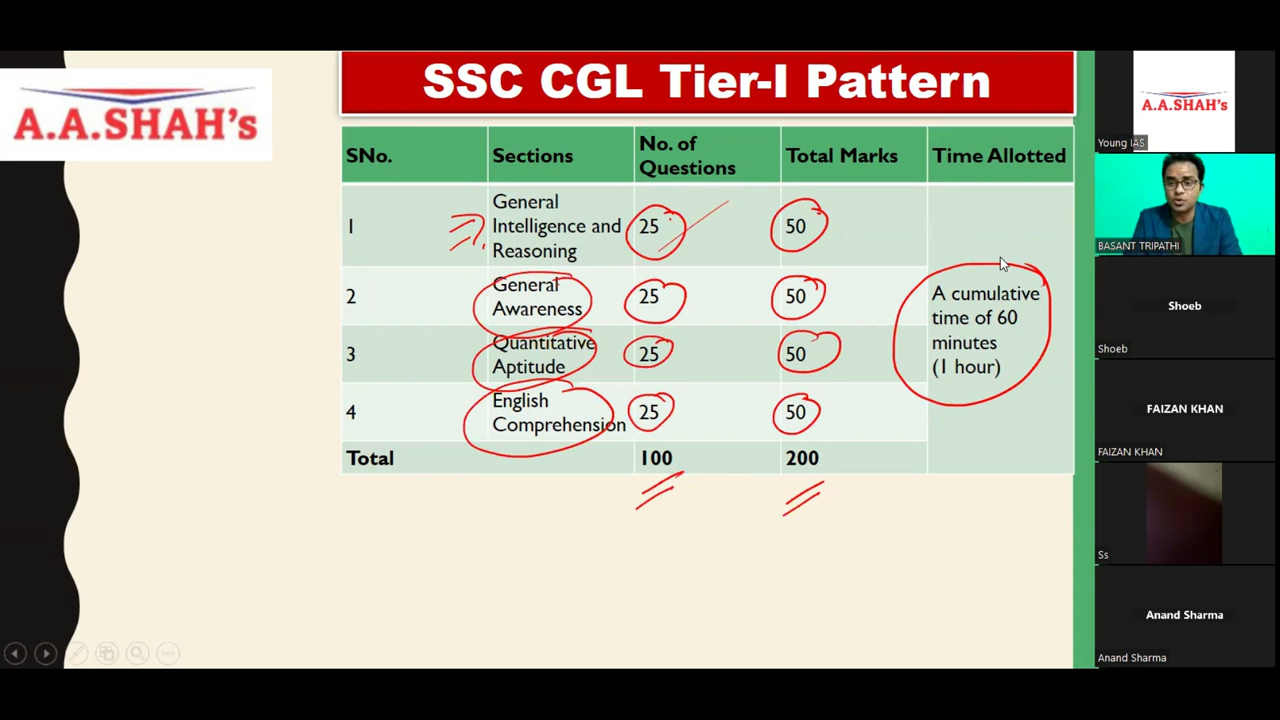 SSC CGL Tier-I Pattern
A.A.SHAH's
SNo.
Sections
No. of
Questions
Total Marks
Time Allotted
1
General
Intelligence and
Reasoning
25
50
2
General
Awareness
25
50
3
Quantitative
Aptitude
25
50
4
English
Comprehension
25
50
A cumulative
time of 60
minutes
(1 hour)
Total
100
200
A.A.SHAH's
Young IAS
BASANT TRIPATHI
Shoeb
Shoeb
FAIZAN KHAN
FAIZAN KHAN
Ss
Anand Sharma
Anand Sharma